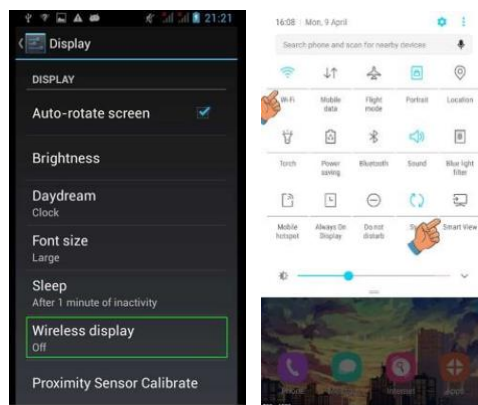 21:21
Display
DISPLAY
Auto-rotate screen
Brightness
Daydream
Clock
Font size
Large
Sleep
After 1 minute of inactivity
Wireless display
Off
Proximity Sensor Calibrate
16:08 Mon, 9 April
Search phone and scan for nearby devices
Wi-Fi Mobile data Flight mode Portrait Location
Torch Power saving Bluetooth Sound Blue light filter
Mobile hotspot Always On Display Do not disturb Smart View
Internet